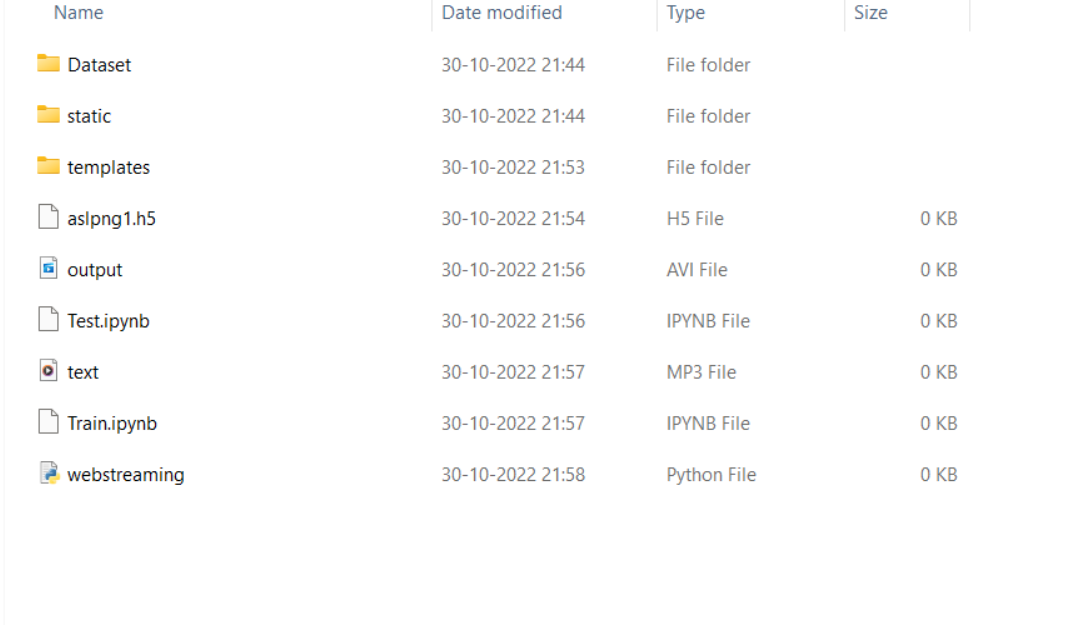 Name Date modified Type Size
Dataset 30-10-2022 21:44 File folder
static 30-10-2022 21:44 File folder
templates 30-10-2022 21:53 File folder
aslpng1.h5 30-10-2022 21:54 H5 File 0 KB
output 30-10-2022 21:56 AVI File 0 KB
Test.ipynb 30-10-2022 21:56 IPYNB File 0 KB
text 30-10-2022 21:57 MP3 File 0 KB
Train.ipynb 30-10-2022 21:57 IPYNB File 0 KB
webstreaming 30-10-2022 21:58 Python File 0 KB